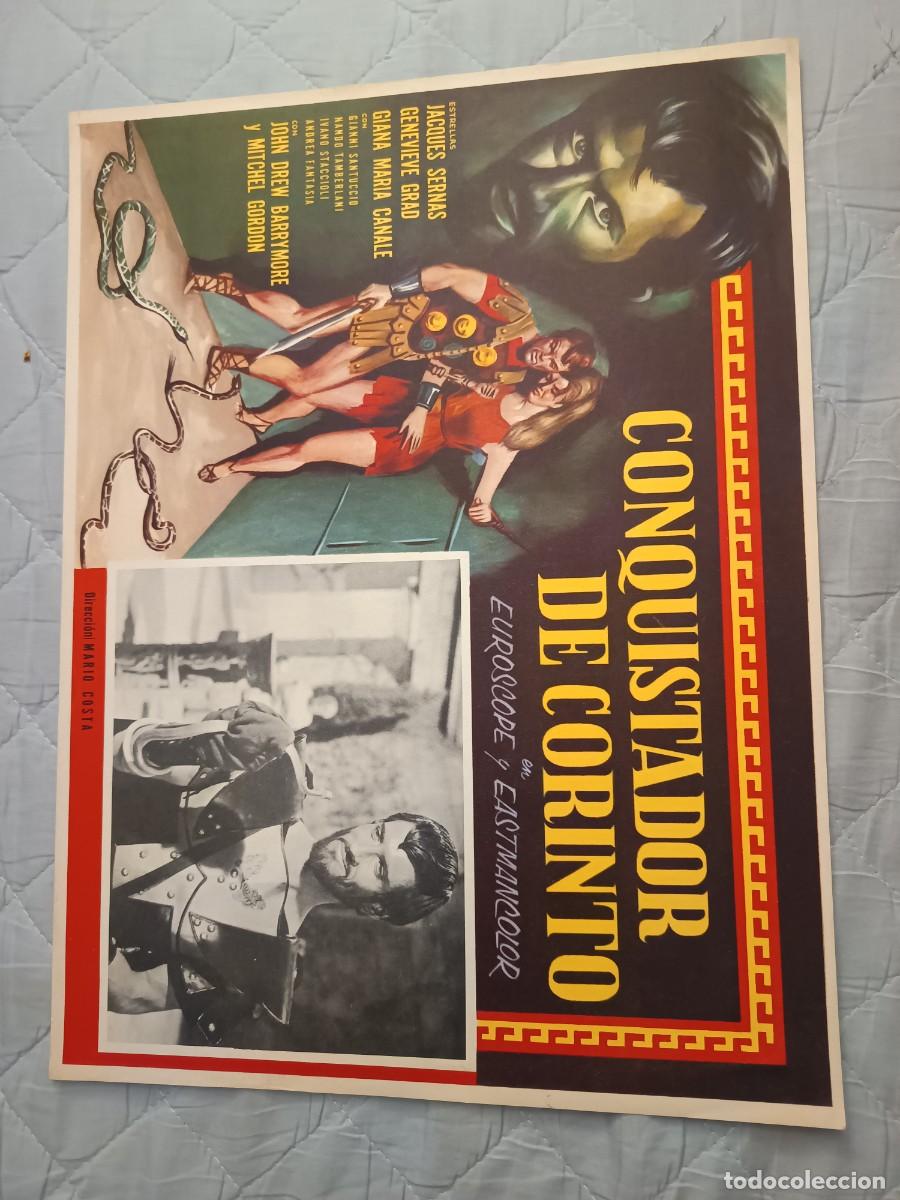 ESTRELLAS
JACQUES SERNAS
GENEVIEVE GRAD
GIANA MARIA CANALE
CON
GIANNI SANTUCCIO
NANDO TAMBERLANI
IVANO STACCIOLI
ANDREA FANTASIA
CON
JOHN DREW BARRYMORE
Y MITCHEL GORDON
CONQUISTADOR
DE CORINTO
en
EUROSCOPE y EASTMANCOLOR
Dirección: MARIO COSTA
todocoleccion